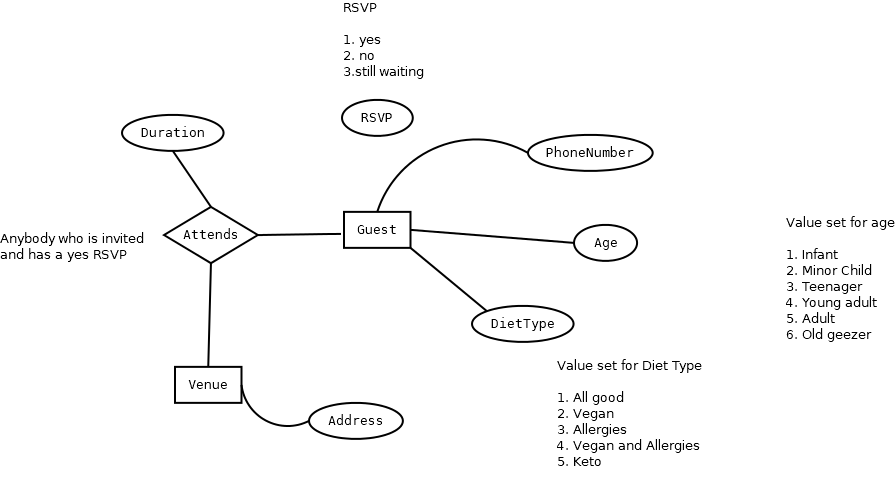 RSVP
1. yes
2. no
3.still waiting
RSVP
Duration
PhoneNumber
Anybody who is invited
and has a yes RSVP
Attends
Guest
Age
Value set for age
1. Infant
2. Minor Child
3. Teenager
4. Young adult
5. Adult
6. Old geezer
DietType
Value set for Diet Type
1. All good
2. Vegan
3. Allergies
4. Vegan and Allergies
5. Keto
Venue
Address